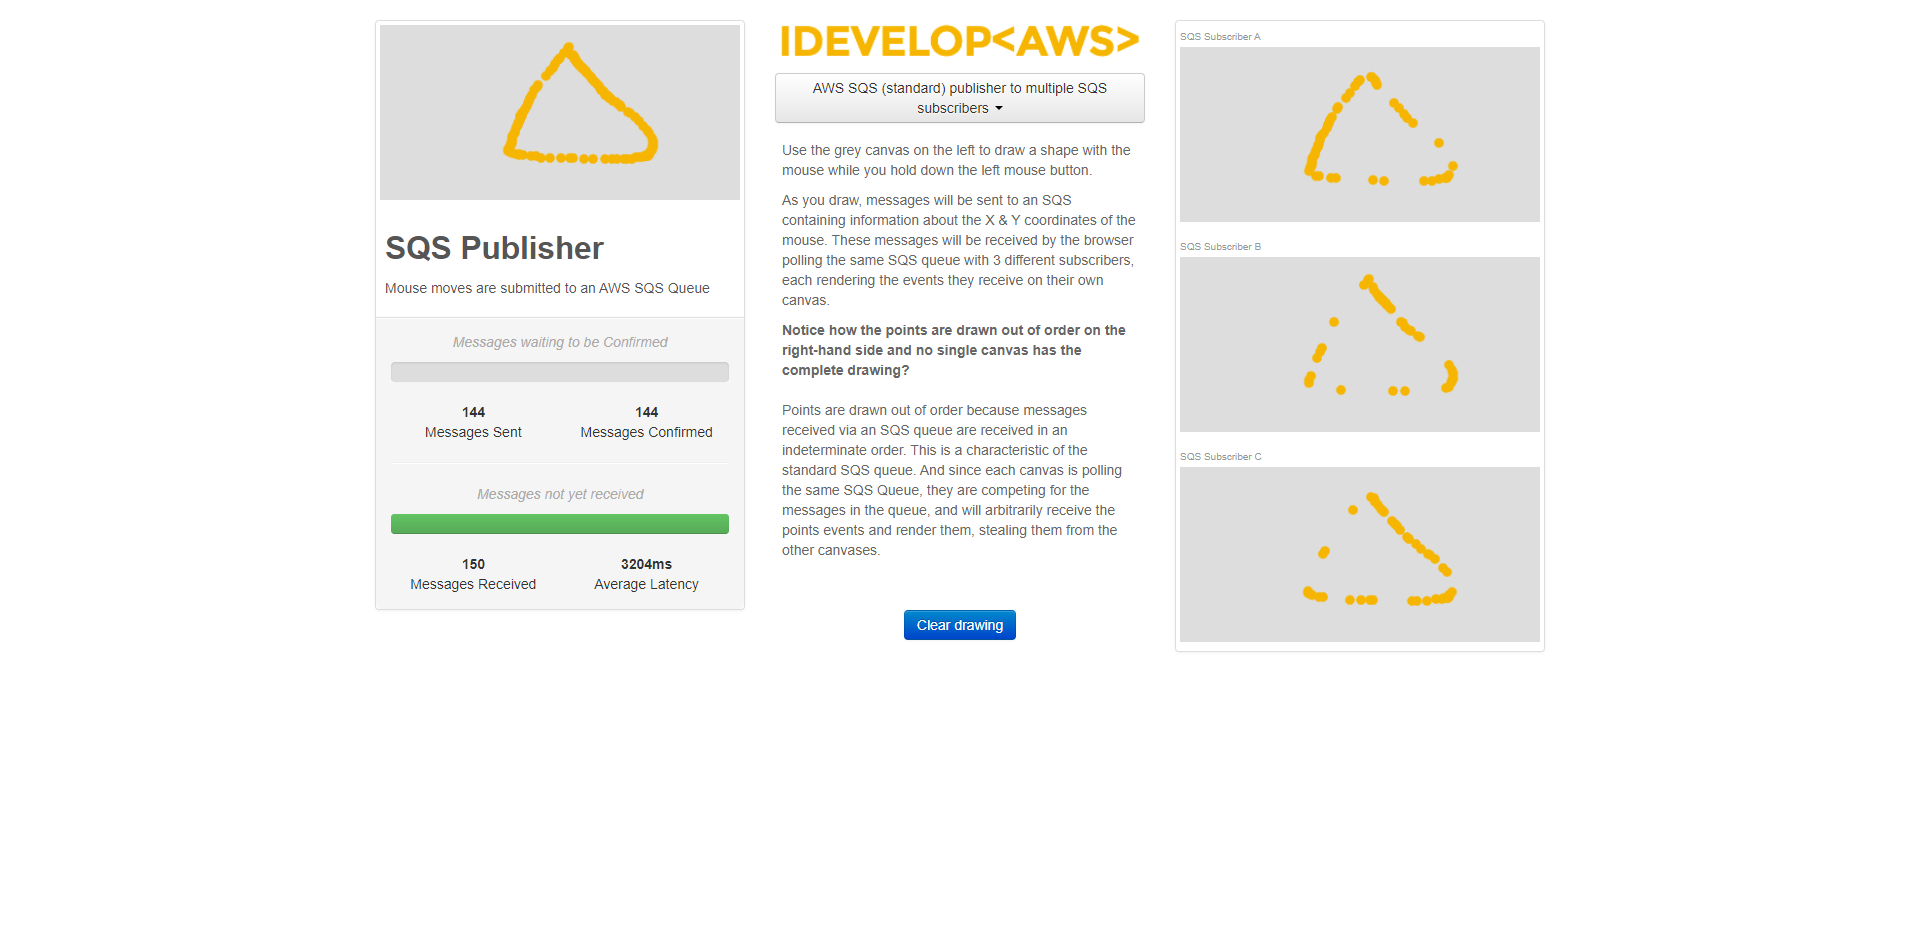 SQS Publisher
Mouse moves are submitted to an AWS SQS Queue
Messages waiting to be Confirmed
144 144
Messages Sent Messages Confirmed
Messages not yet received
150 3204ms
Messages Received Average Latency
IDEVELOP<AWS>
AWS SQS (standard) publisher to multiple SQS
subscribers
Use the grey canvas on the left to draw a shape with the
mouse while you hold down the left mouse button.
As you draw, messages will be sent to an SQS
containing information about the X & Y coordinates of the
mouse. These messages will be received by the browser
polling the same SQS queue with 3 different subscribers,
each rendering the events they receive on their own
canvas.
Notice how the points are drawn out of order on the
right-hand side and no single canvas has the
complete drawing?
Points are drawn out of order because messages
received via an SQS queue are received in an
indeterminate order. This is a characteristic of the
standard SQS queue. And since each canvas is polling
the same SQS Queue, they are competing for the
messages in the queue, and will arbitrarily receive the
points events and render them, stealing them from the
other canvases.
Clear drawing
SQS Subscriber A
SQS Subscriber B
SQS Subscriber C